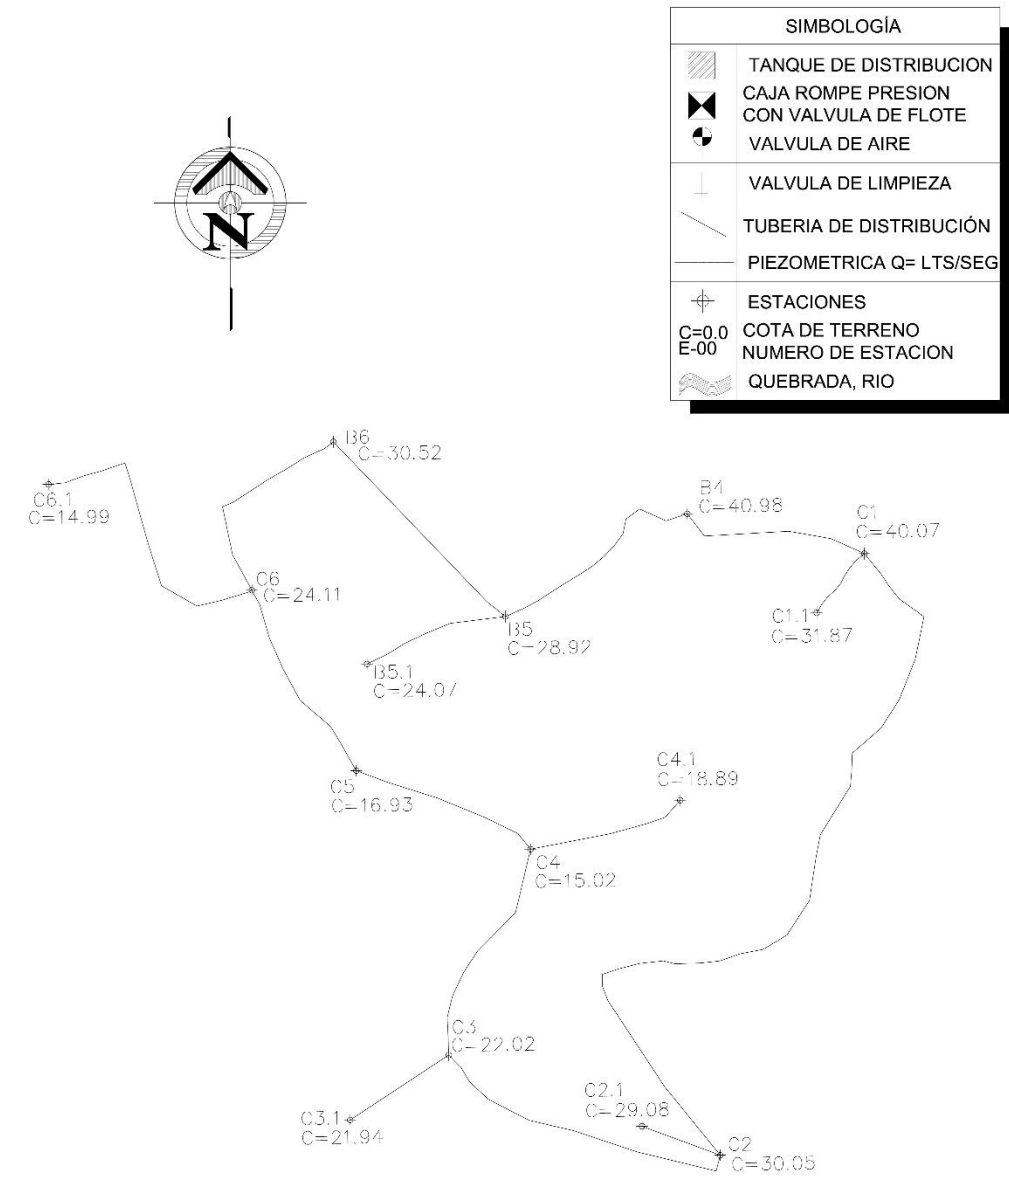 SIMBOLOGÍA
TANQUE DE DISTRIBUCION
CAJA ROMPE PRESION
CON VALVULA DE FLOTE
VALVULA DE AIRE
VALVULA DE LIMPIEZA
TUBERIA DE DISTRIBUCIÓN
PIEZOMETRICA Q= LTS/SEG
ESTACIONES
C=0.0 COTA DE TERRENO
E-00 NUMERO DE ESTACION
QUEBRADA, RIO
N
B6
C=30.52
C6.1
C=14.99
B4
C=40.98
C1
C=40.07
C6
C=24.11
C1.1
C=31.87
B5
C=28.92
B5.1
C=24.07
C4.1
C=18.89
C5
C=16.93
C4
C=15.02
C3
C=22.02
C2.1
C=29.08
C3.1
C=21.94
C2
C=30.05